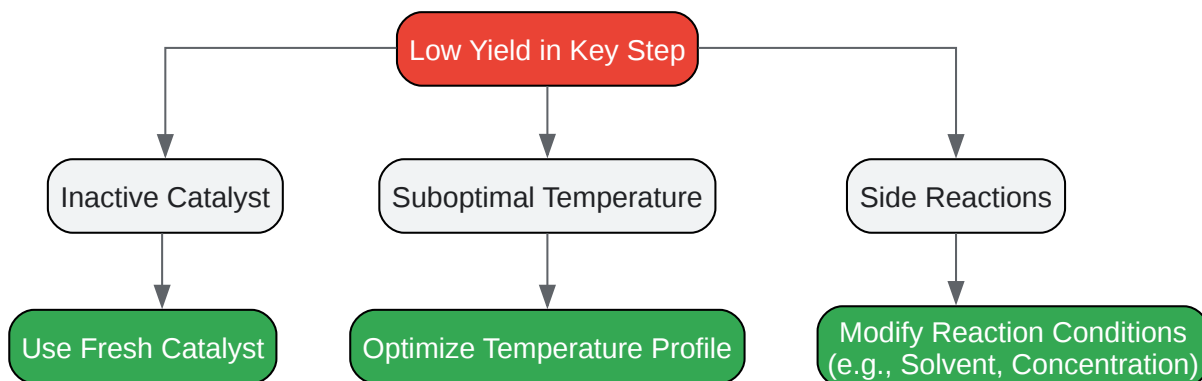 Low Yield in Key Step
Inactive Catalyst
Suboptimal Temperature
Side Reactions
Use Fresh Catalyst
Optimize Temperature Profile
Modify Reaction Conditions
(e.g., Solvent, Concentration)